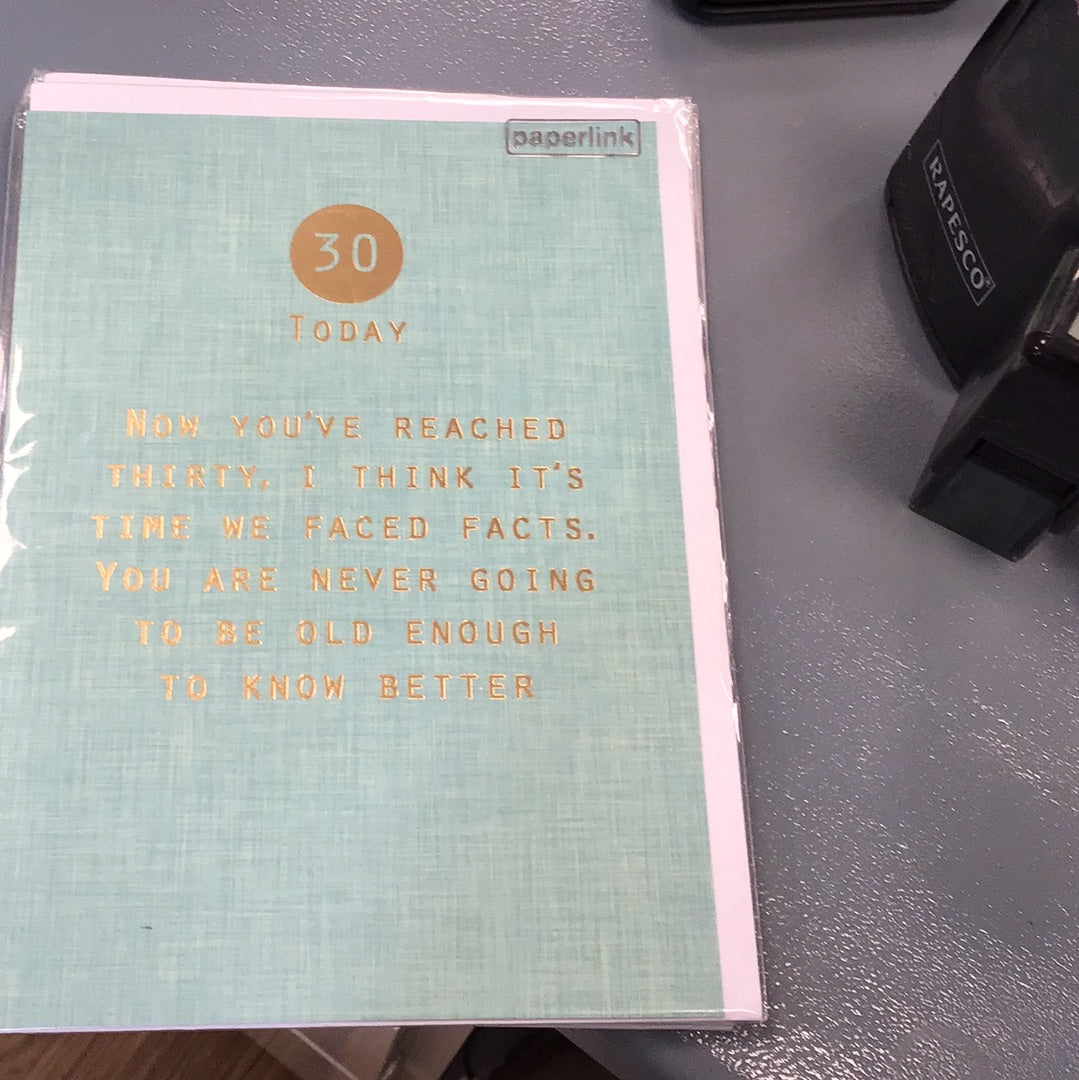 paperlink
30
TODAY
NOW YOU'VE REACHED
THIRTY, I THINK IT'S
TIME WE FACED FACTS.
YOU ARE NEVER GOING
TO BE OLD ENOUGH
TO KNOW BETTER
RAPESCO®